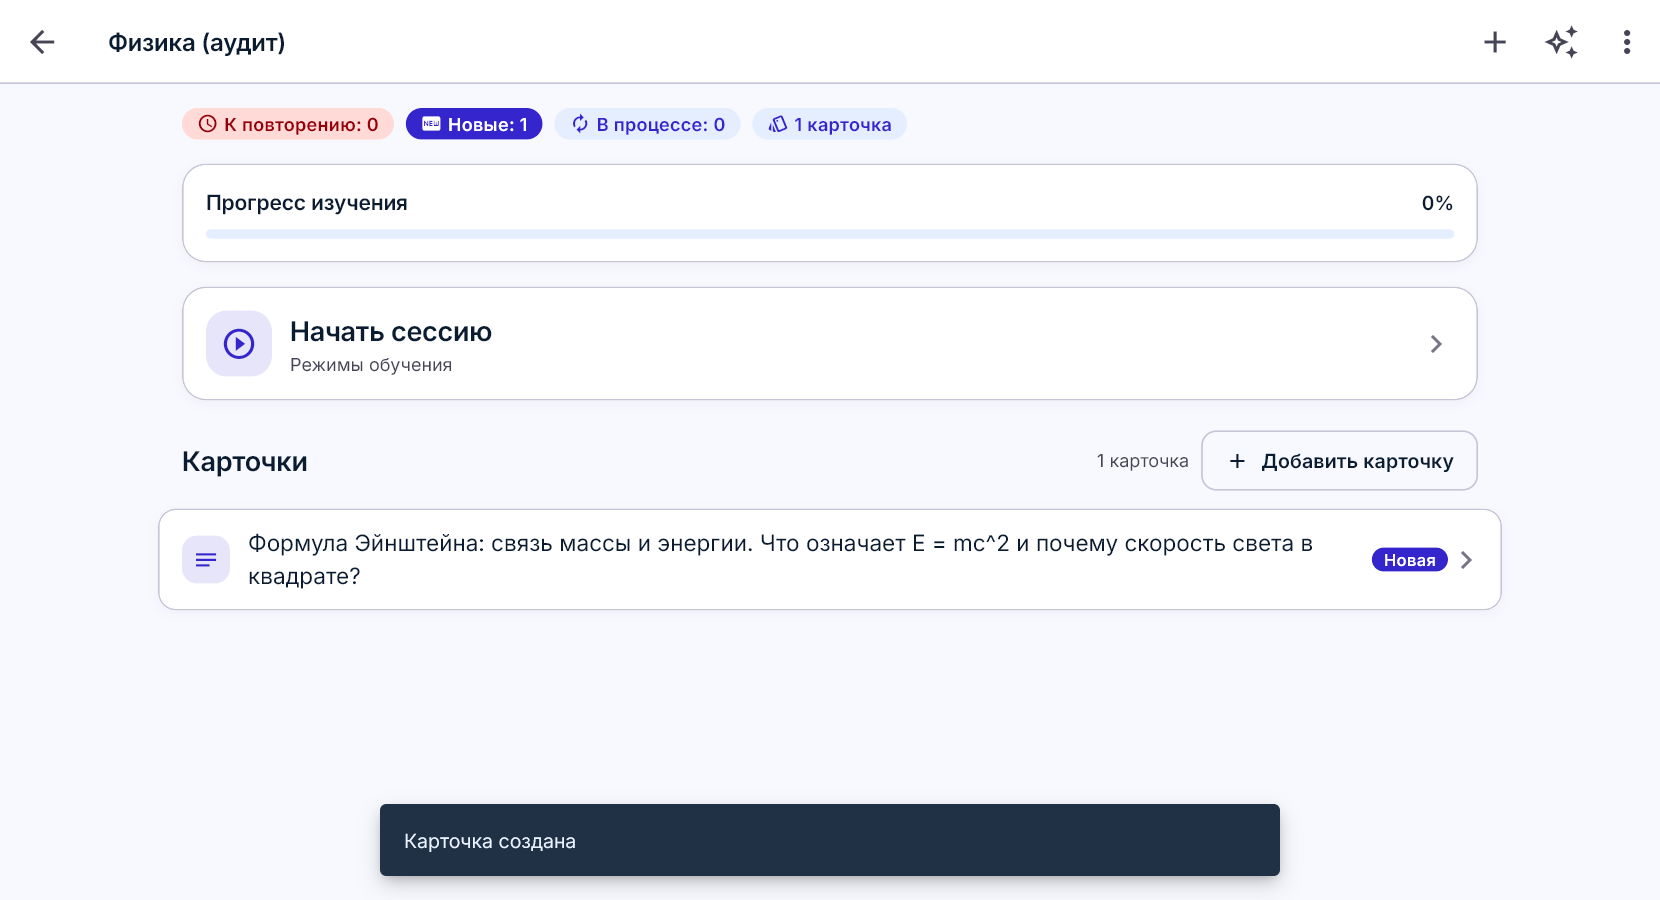 Физика (аудит)
К повторению: 0
NEW Новые: 1
В процессе: 0
1 карточка
Прогресс изучения
0%
Начать сессию
Режимы обучения
Карточки
1 карточка
+ Добавить карточку
Формула Эйнштейна: связь массы и энергии. Что означает E = mc^2 и почему скорость света в
квадрате?
Новая
Карточка создана